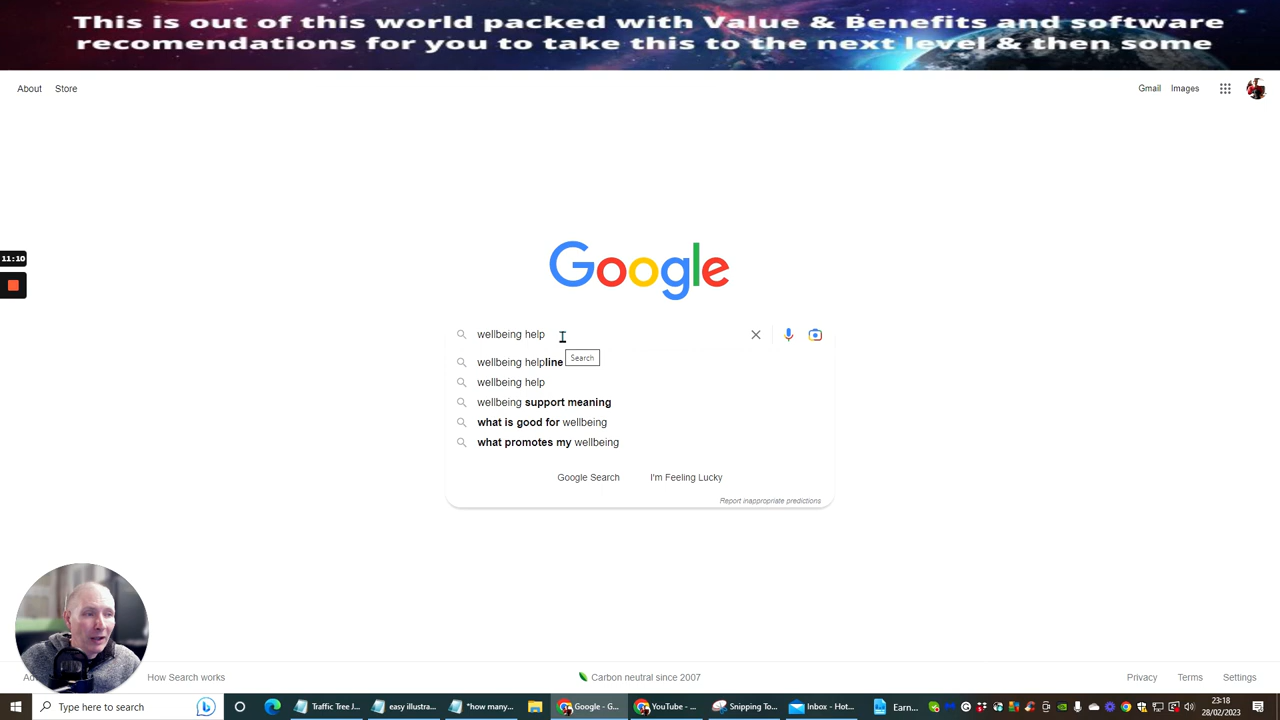 This is out of this world packed with Value & Benefits and software
recomendations for you to take this to the next level & then some
About Store
Gmail Images
11:10
Google
wellbeing help
Search
wellbeing helpline
wellbeing help
wellbeing support meaning
what is good for wellbeing
what promotes my wellbeing
Google Search I'm Feeling Lucky
Report inappropriate predictions
How Search works
Carbon neutral since 2007
Privacy Terms Settings
Type here to search
Traffic Tree J...
easy illustra...
*how many...
Google - G...
YouTube - ...
Snipping To...
Inbox - Hot...
Earn...
23:18
28/02/2023